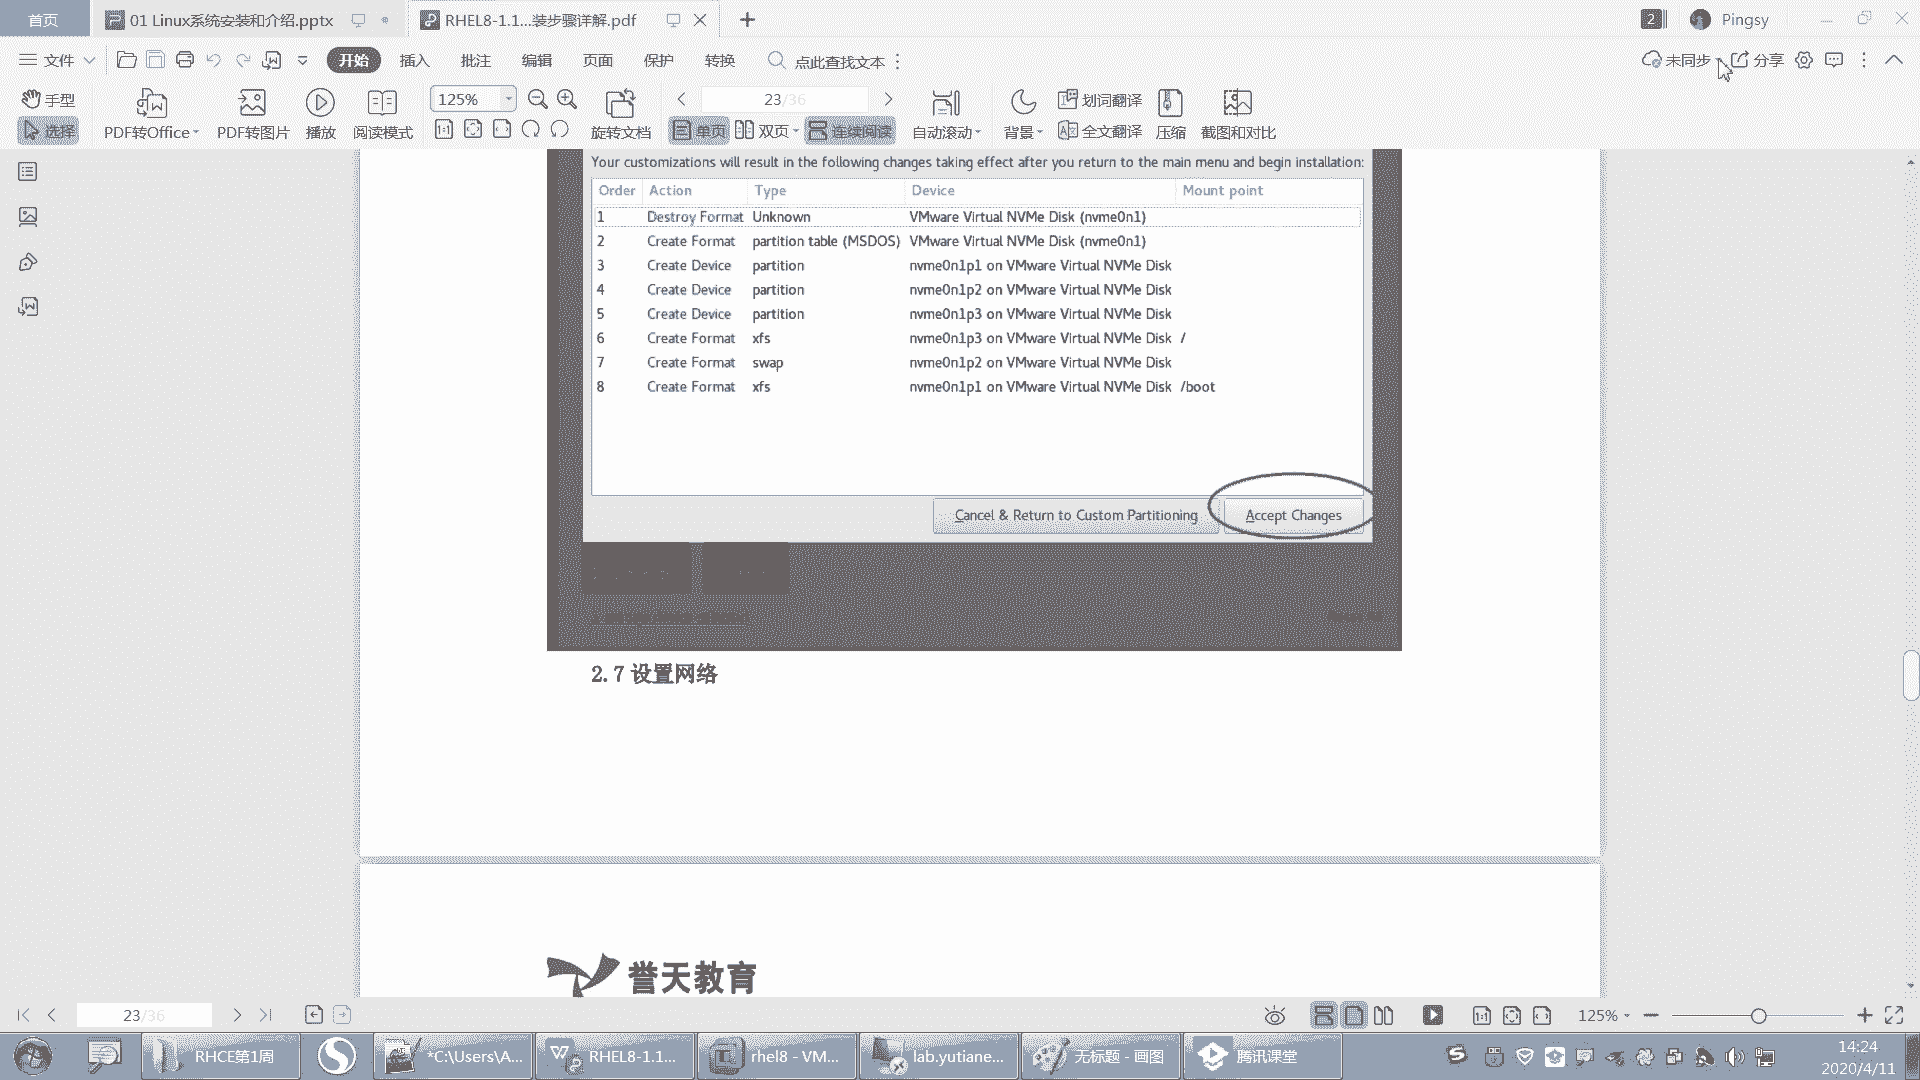 首页
01 Linux系统安装和介绍.pptx
RHEL8-1.1...装步骤详解.pdf
2
Pingsy
文件
开始
插入
批注
编辑
页面
保护
转换
点此查找文本
未同步
分享
手型
选择
PDF转Office
PDF转图片
播放
阅读模式
125%
旋转文档
23/36
单页
双页
连续阅读
自动滚动
背景
划词翻译
全文翻译
压缩
截图和对比
Your customizations will result in the following changes taking effect after you return to the main menu and begin installation:
Order Action Type Device Mount point
1 Destroy Format Unknown VMware Virtual NVMe Disk (nvme0n1)
2 Create Format partition table (MSDOS) VMware Virtual NVMe Disk (nvme0n1)
3 Create Device partition nvme0n1p1 on VMware Virtual NVMe Disk
4 Create Device partition nvme0n1p2 on VMware Virtual NVMe Disk
5 Create Device partition nvme0n1p3 on VMware Virtual NVMe Disk
6 Create Format xfs nvme0n1p3 on VMware Virtual NVMe Disk /
7 Create Format swap nvme0n1p2 on VMware Virtual NVMe Disk
8 Create Format xfs nvme0n1p1 on VMware Virtual NVMe Disk /boot
Cancel & Return to Custom Partitioning
Accept Changes
2.7 设置网络
誉天教育
23/36
125%
RHCE第1周
*C:\Users\A...
RHEL8-1.1...
rhel8 - VM...
lab.yutiane...
无标题 - 画图
腾讯课堂
14:24
2020/4/11